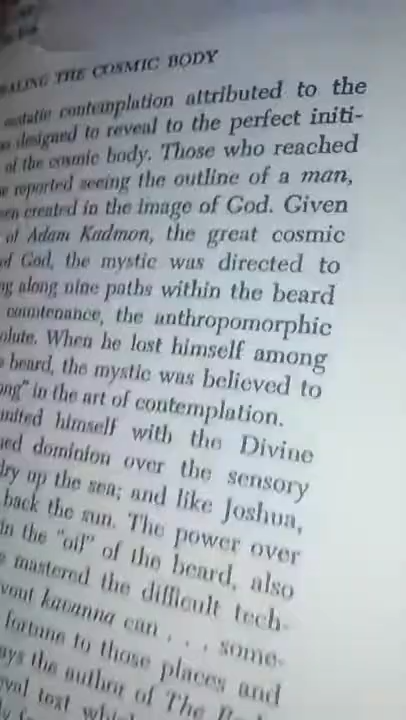 THE COSMIC BODY
contemplation attributed to the
designed to reveal to the perfect initi-
of the cosmic body. Those who reached
reported seeing the outline of a man,
created in the image of God. Given
of Adam Kadmon, the great cosmic
of God, the mystic was directed to
along nine paths within the beard
countenance, the anthropomorphic
When he lost himself among
beard, the mystic was believed to
in the art of contemplation.
united himself with the Divine
dominion over the sensory
dry up the sea; and like Joshua,
back the sun. The power over
in the "oil" of the beard, also
mastered the difficult tech-
kavanna can . . . some-
fortune to those places and
the author of The
text